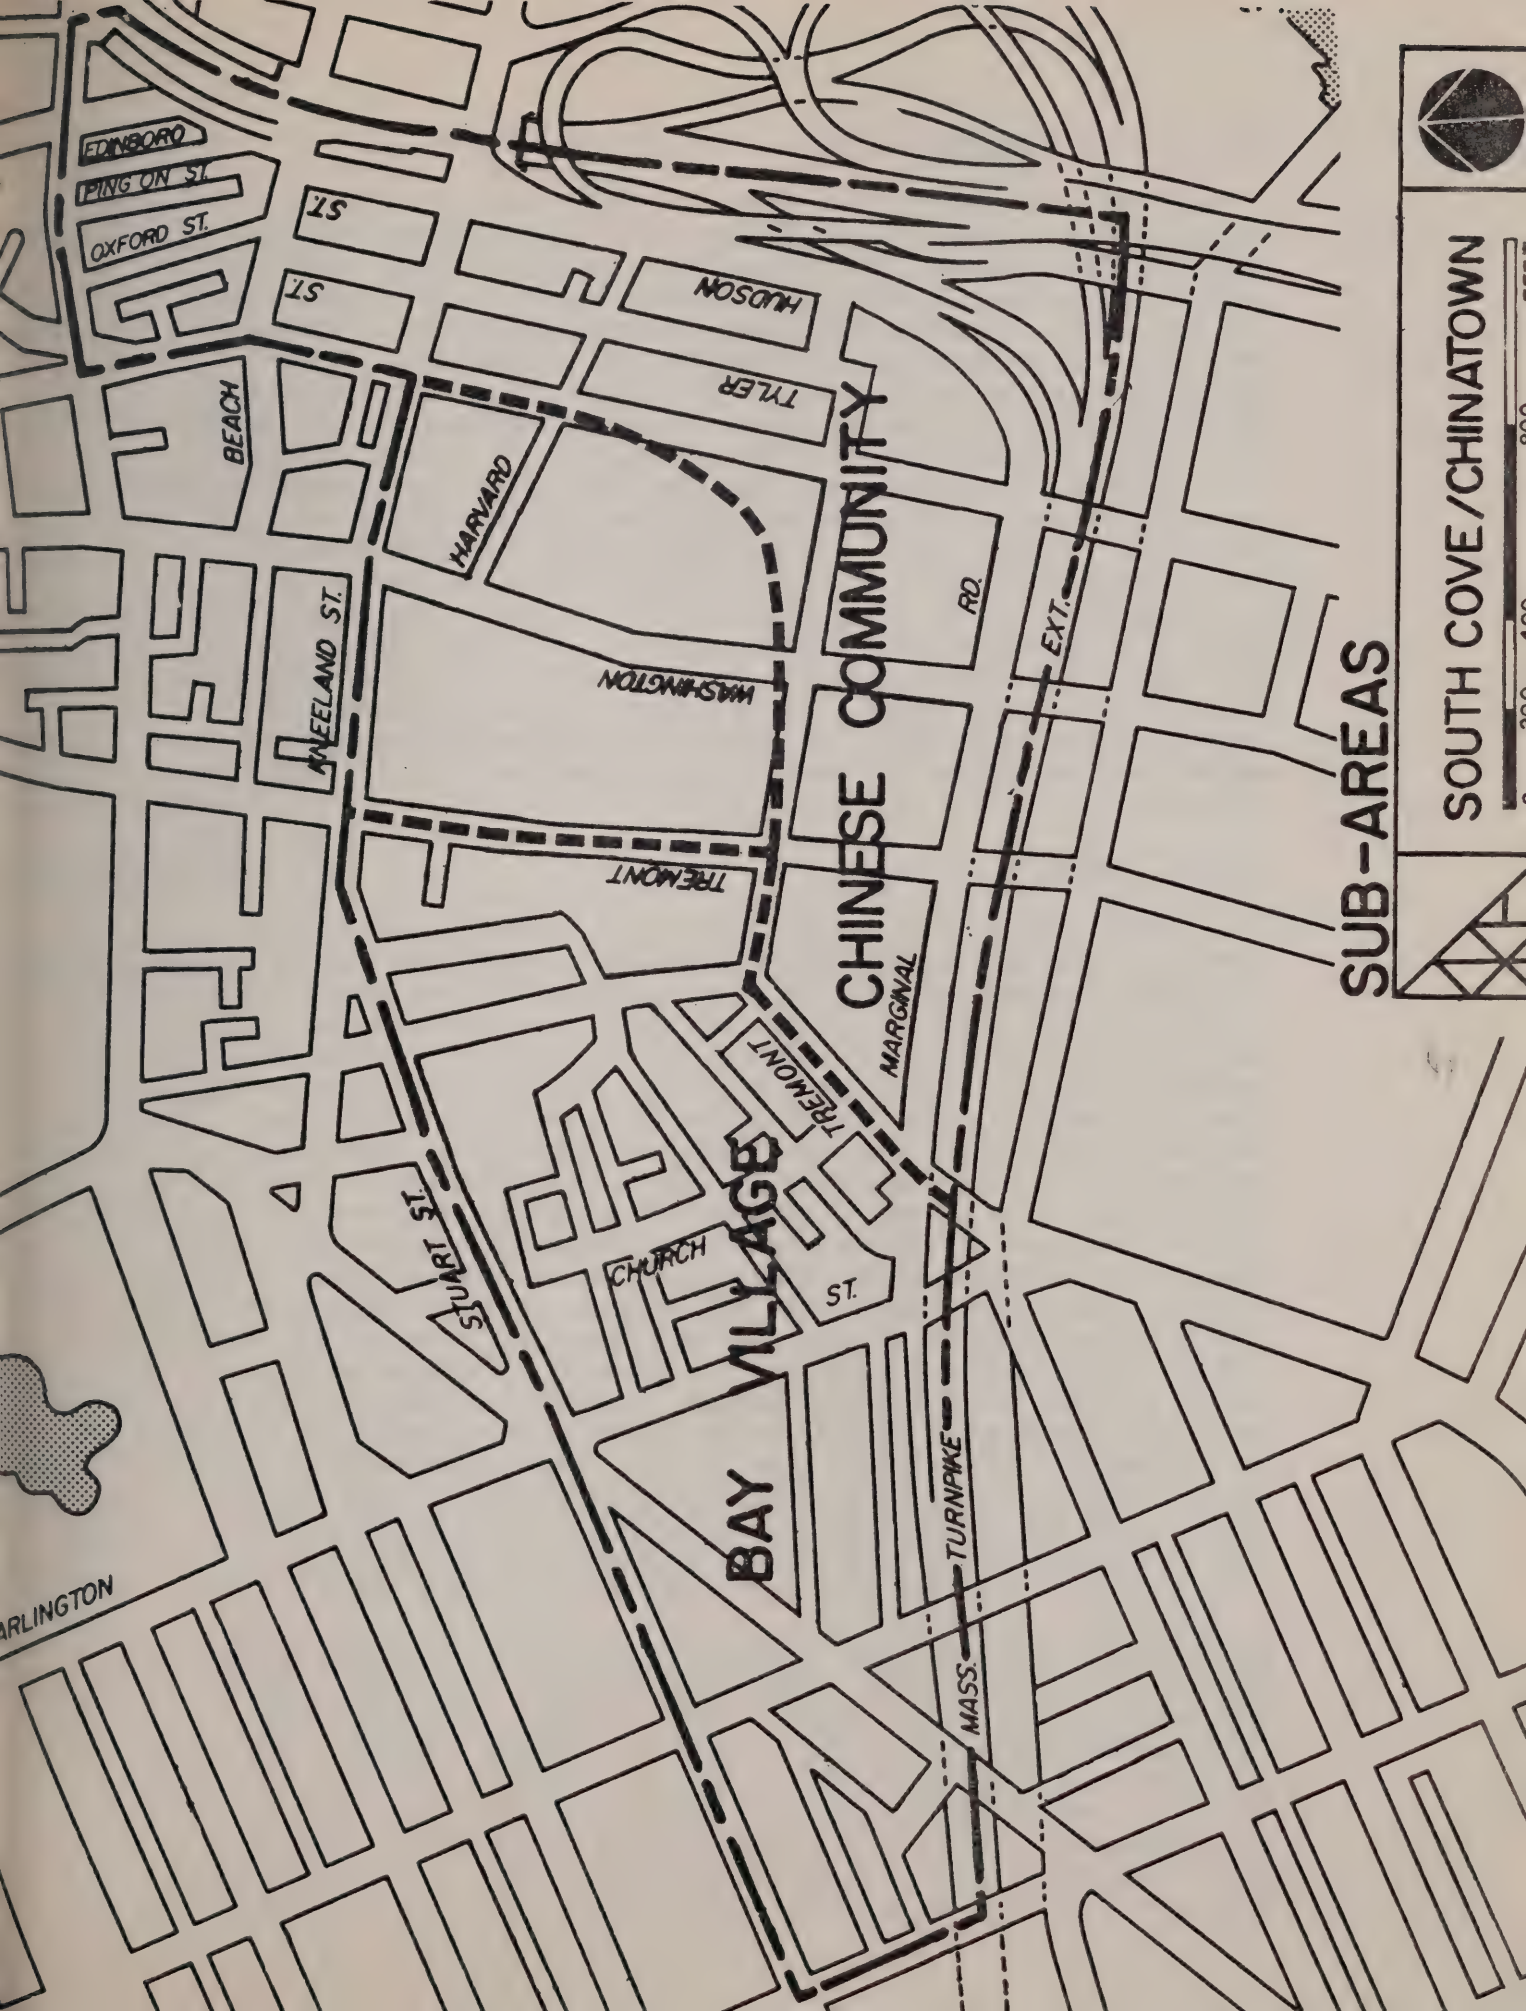 EDINBORO
PING ON ST.
OXFORD ST.
ST.
ST.
HUDSON
TYLER
BEACH
HARVARD
KNEELAND ST.
WASHINGTON
TREMONT
CHINESE COMMUNITY
RD.
MARGINAL
EXT.
TREMONT
STUART ST.
CHURCH
ST.
BAY VILLAGE
TURNPIKE
MASS.
ARLINGTON
SUB-AREAS
SOUTH COVE/CHINATOWN